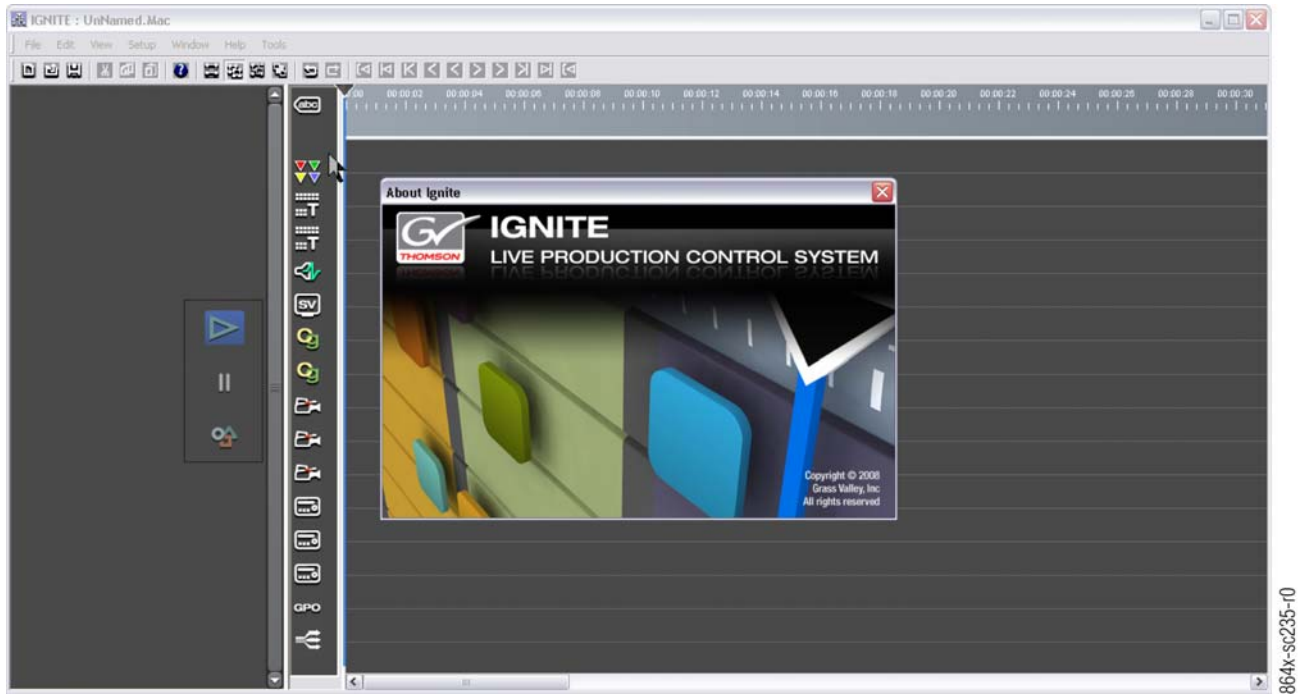 IGNITE : UnNamed.Mac
File Edit View Setup Window Help Tools
abc
:00 00:00:02 00:00:04 00:00:06 00:00:08 00:00:10 00:00:12 00:00:14 00:00:16 00:00:18 00:00:20 00:00:22 00:00:24 00:00:26 00:00:28 00:00:30
T
T
SV
Cg
Cg
GPO
About Ignite
GV
THOMSON
IGNITE
LIVE PRODUCTION CONTROL SYSTEM
Copyright © 2008
Grass Valley, Inc
All rights reserved
864x-sc235-r0